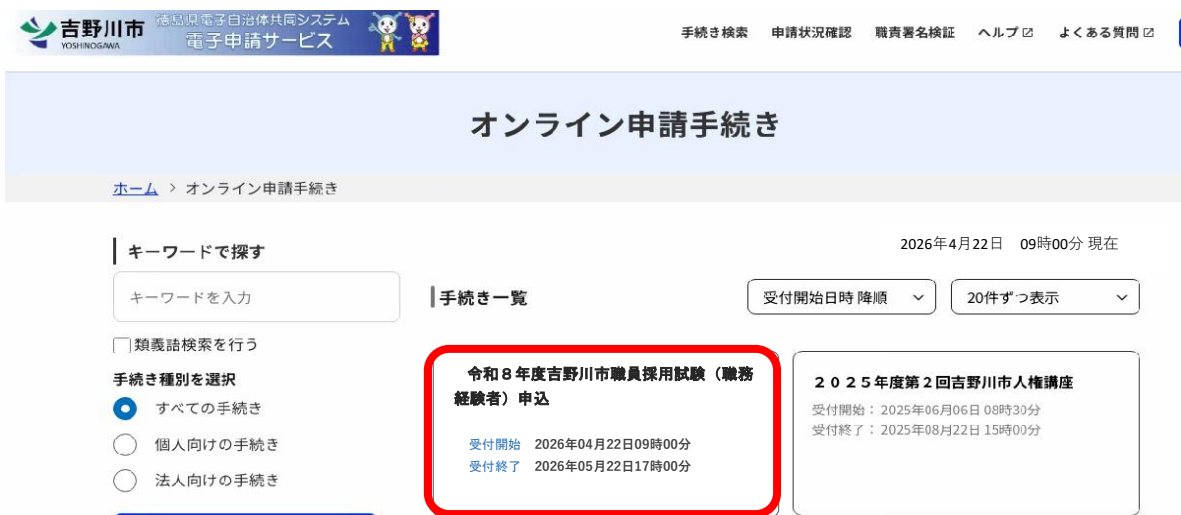 吉野川市
YOSHINOGAWA
徳島県電子自治体共同システム
電子申請サービス
手続き検索 申請状況確認 職責署名検証 ヘルプ よくある質問
オンライン申請手続き
ホーム > オンライン申請手続き
キーワードで探す
2026年4月22日 09時00分 現在
キーワードを入力
手続き一覧
受付開始日時 降順
20件ずつ表示
類義語検索を行う
手続き種別を選択
すべての手続き
個人向けの手続き
法人向けの手続き
令和8年度吉野川市職員採用試験(職務
経験者)申込
受付開始 2026年04月22日09時00分
受付終了 2026年05月22日17時00分
2025年度第2回吉野川市人権講座
受付開始:2025年06月06日 08時30分
受付終了:2025年08月22日 15時00分